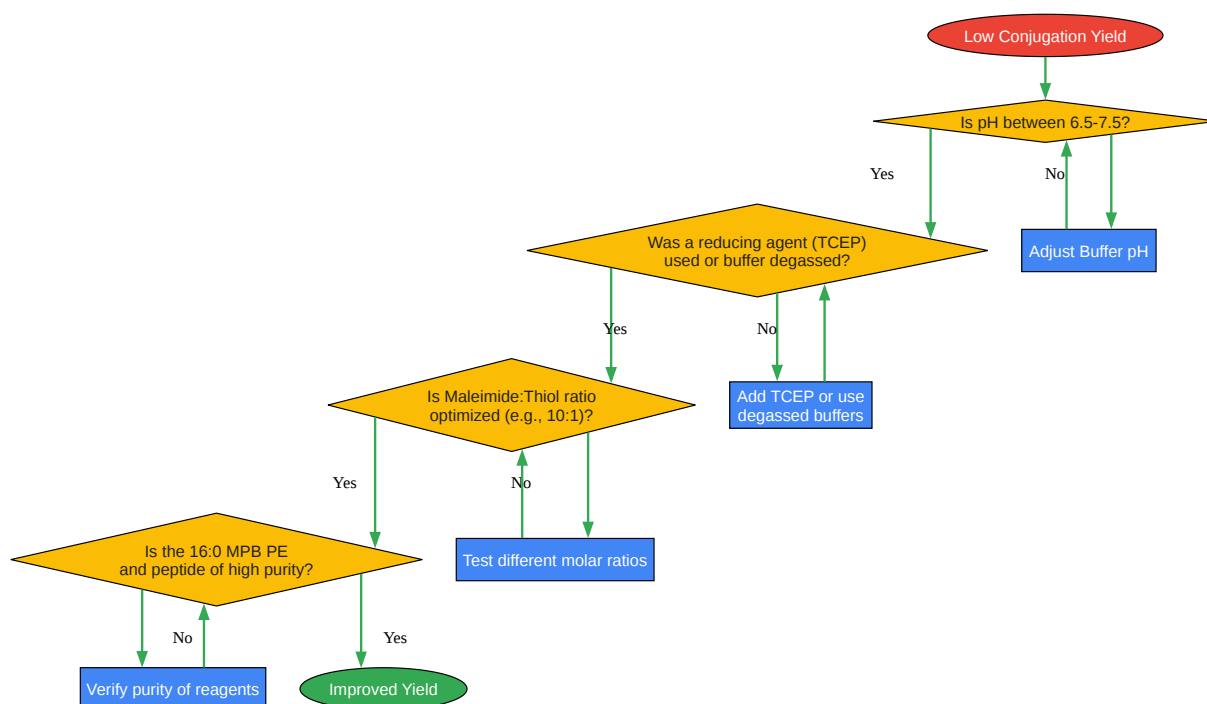 Low Conjugation Yield
Is pH between 6.5-7.5?
Yes
No
Was a reducing agent (TCEP)
used or buffer degassed?
Adjust Buffer pH
Yes
No
Is Maleimide:Thiol ratio
optimized (e.g., 10:1)?
Add TCEP or use
degassed buffers
Yes
No
Is the 16:0 MPB PE
and peptide of high purity?
Test different molar ratios
No
Yes
Verify purity of reagents
Improved Yield